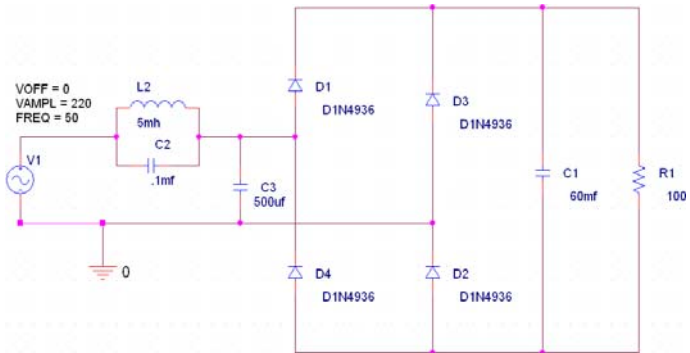 VOFF = 0
VAMPL = 220
FREQ = 50
V1
L2
5mh
C2
.1mf
C3
500uf
D1
D1N4936
D3
D1N4936
D4
D1N4936
D2
D1N4936
C1
60mf
R1
100
0